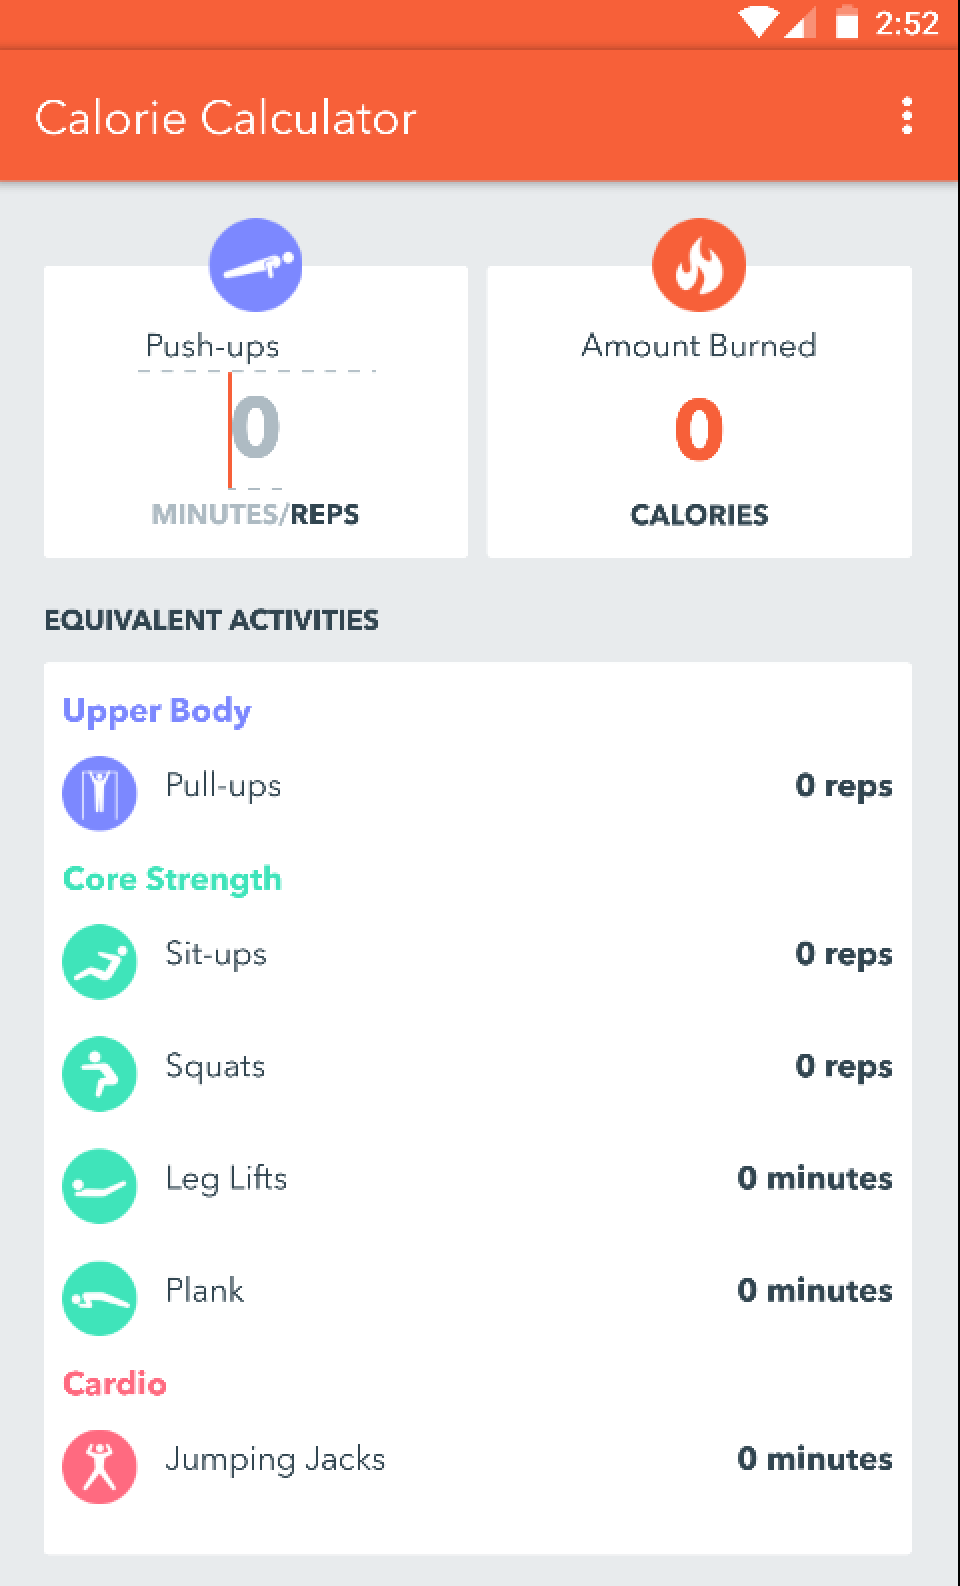 2:52
Calorie Calculator
Push-ups
0
MINUTES/REPS
Amount Burned
0
CALORIES
EQUIVALENT ACTIVITIES
Upper Body
Pull-ups 0 reps
Core Strength
Sit-ups 0 reps
Squats 0 reps
Leg Lifts 0 minutes
Plank 0 minutes
Cardio
Jumping Jacks 0 minutes